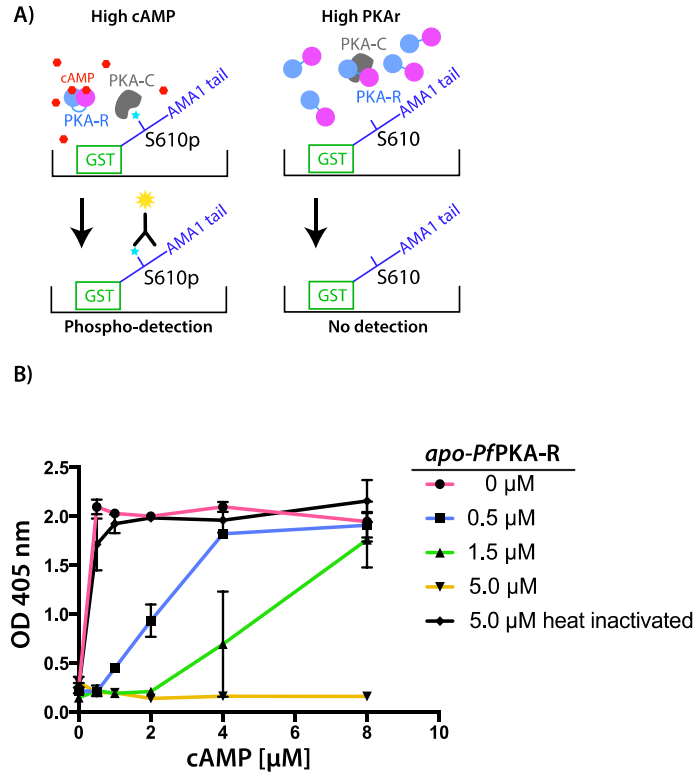 A)
High cAMP
High PKAr
cAMP
PKA-C
PKA-R
AMA1 tail
S610p
GST
PKA-C
PKA-R
AMA1 tail
S610
GST
AMA1 tail
S610p
GST
AMA1 tail
S610
GST
Phospho-detection
No detection
B)
apo-PfPKA-R
0 µM
0.5 µM
1.5 µM
5.0 µM
5.0 µM heat inactivated
OD 405 nm
2.5
2.0
1.5
1.0
0.5
0.0
0 2 4 6 8 10
cAMP [µM]